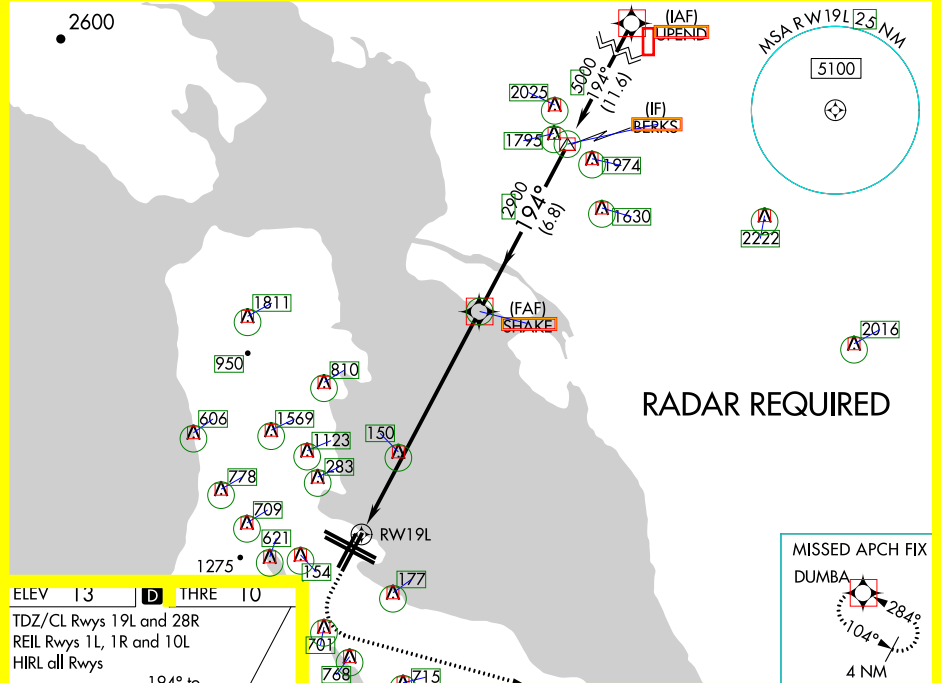 2600
(IAF)
UPEND
MSA RW19L 25 NM
5100
5000
194°
(11.6)
2025
(IF)
BERKS
1795
1974
2900
194°
(6.8)
1630
2222
1811
(FAF)
SHAKE
950
2016
810
RADAR REQUIRED
606
1569
150
1123
283
778
709
RW19L
621
1275
154
MISSED APCH FIX
DUMBA
177
284°
104°
4 NM
ELEV 13 D THRE 10
TDZ/CL Rwys 19L and 28R
REIL Rwys 1L, 1R and 10L
HIRL all Rwys
701
768
715
194° to